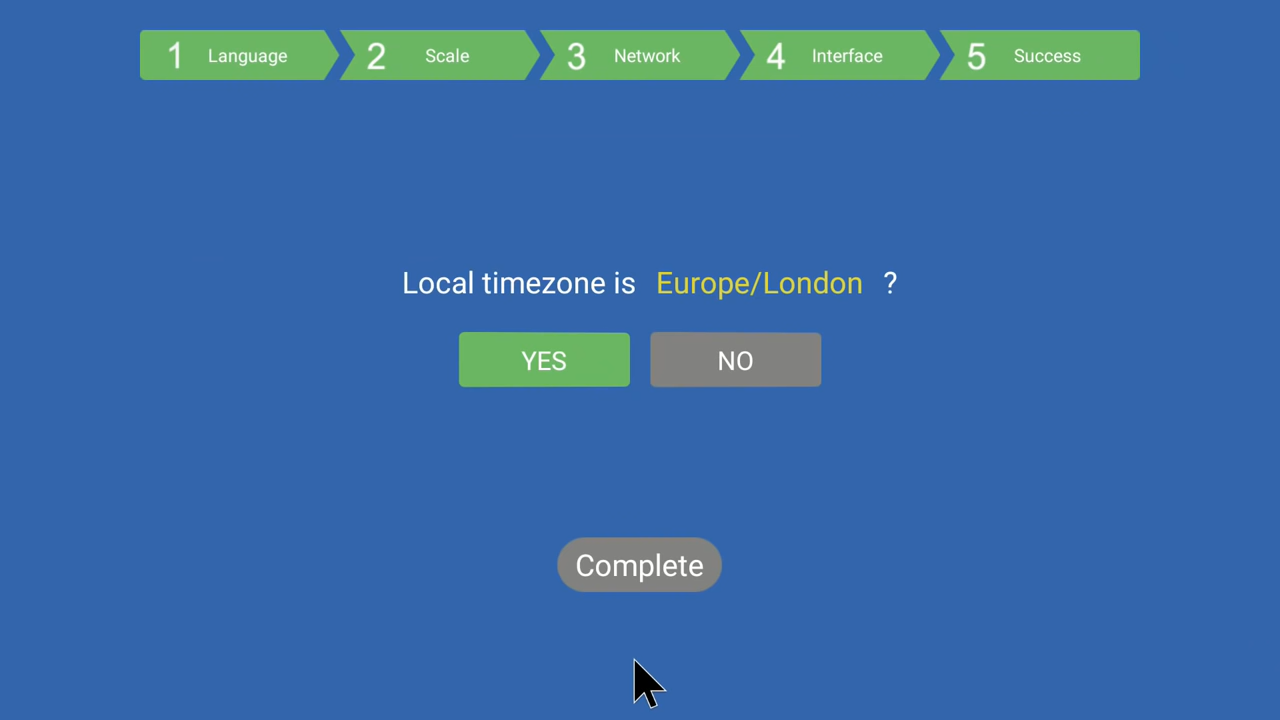 1 Language 2 Scale 3 Network 4 Interface 5 Success
Local timezone is Europe/London ?
YES NO
Complete